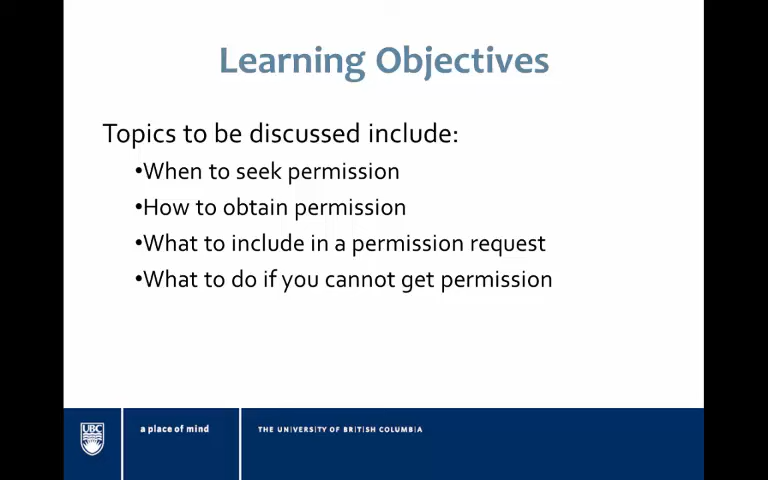 Learning Objectives
Topics to be discussed include:
•When to seek permission
•How to obtain permission
•What to include in a permission request
•What to do if you cannot get permission
UBC
a place of mind
THE UNIVERSITY OF BRITISH COLUMBIA